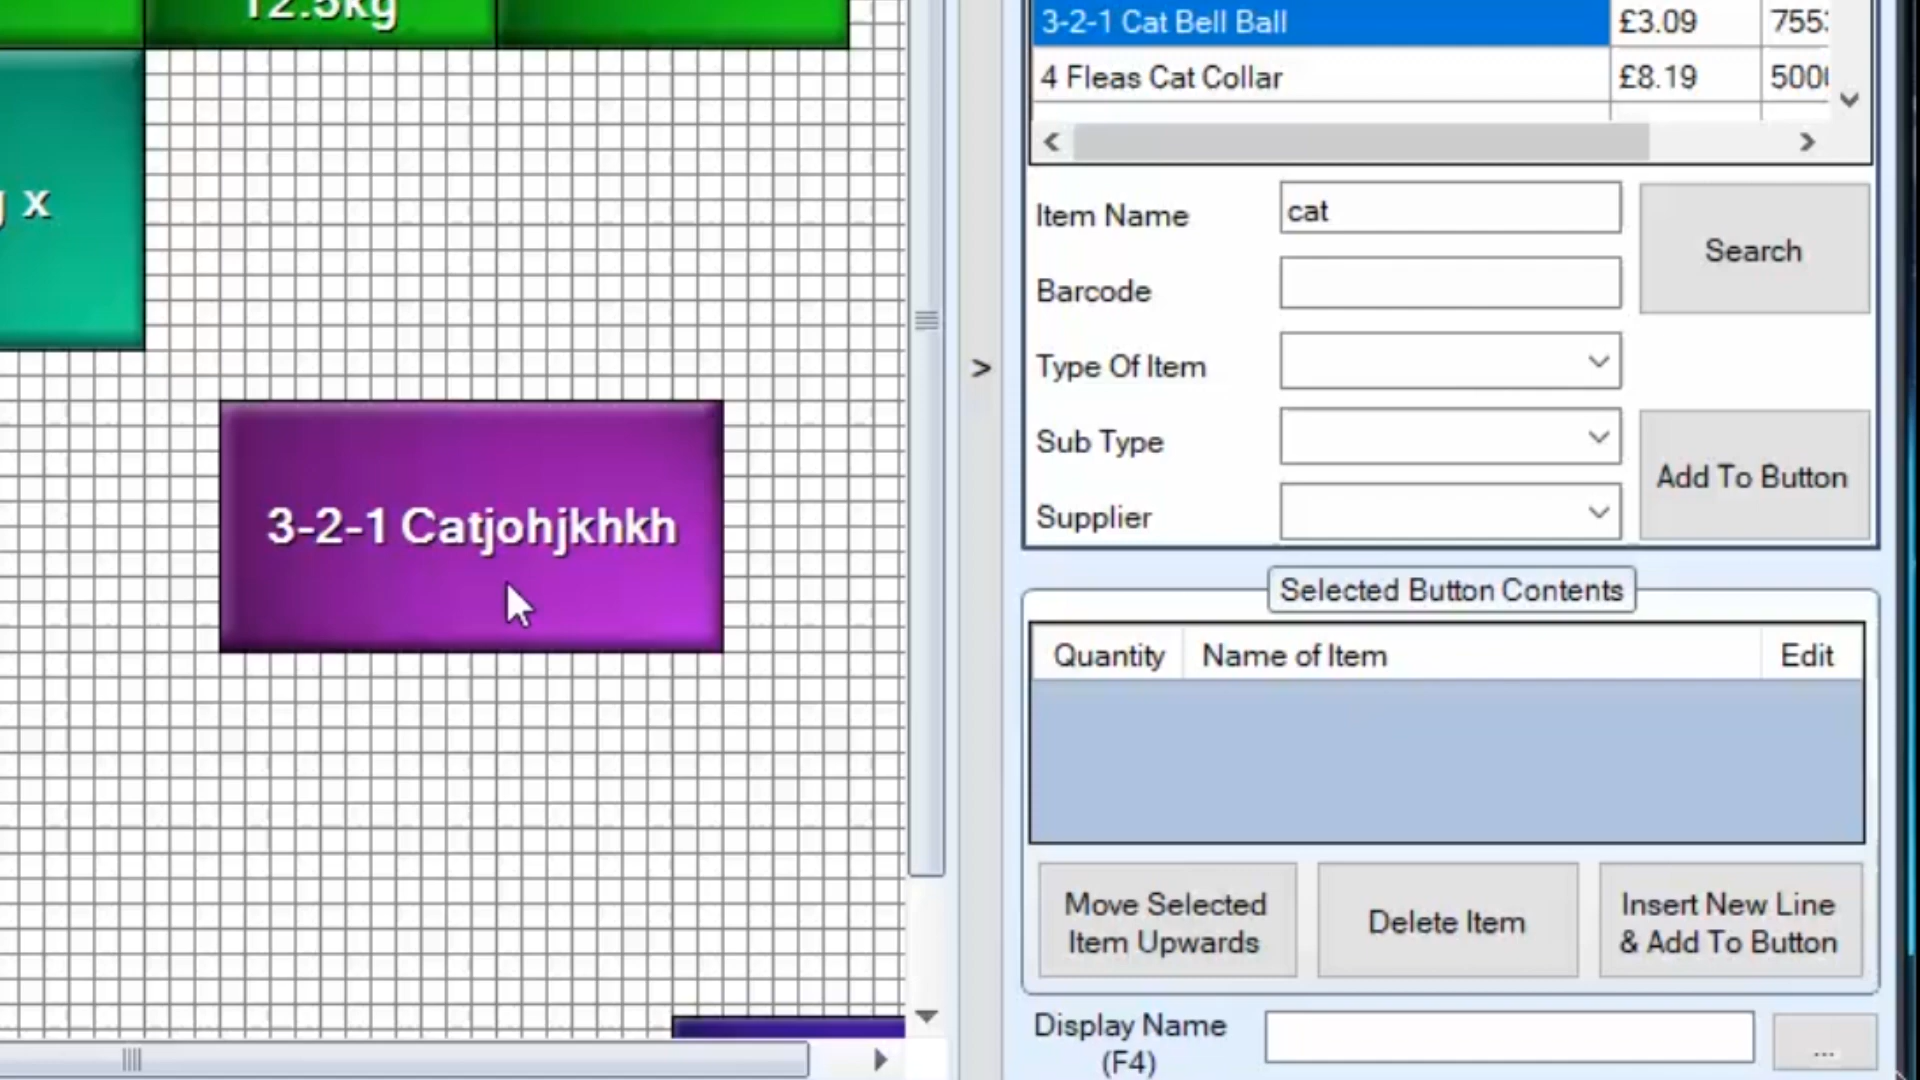 12.5kg
x
3-2-1 Catjohjkhkh
>
3-2-1 Cat Bell Ball £3.09
4 Fleas Cat Collar £8.19
Item Name cat
Barcode
Search
Type Of Item
Sub Type
Supplier
Add To Button
Selected Button Contents
Quantity Name of Item Edit
Move Selected
Item Upwards
Delete Item
Insert New Line
& Add To Button
Display Name
(F4)
...